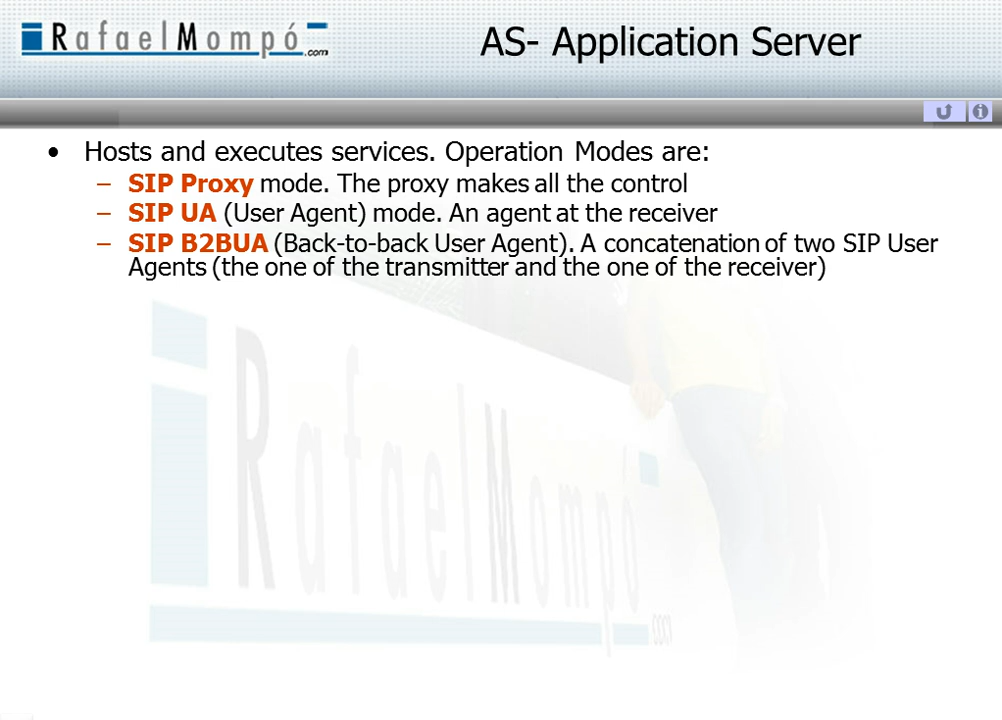 RafaelMompó.com
AS- Application Server
• Hosts and executes services. Operation Modes are:
– SIP Proxy mode. The proxy makes all the control
– SIP UA (User Agent) mode. An agent at the receiver
– SIP B2BUA (Back-to-back User Agent). A concatenation of two SIP User
Agents (the one of the transmitter and the one of the receiver)
RafaelMompó.com